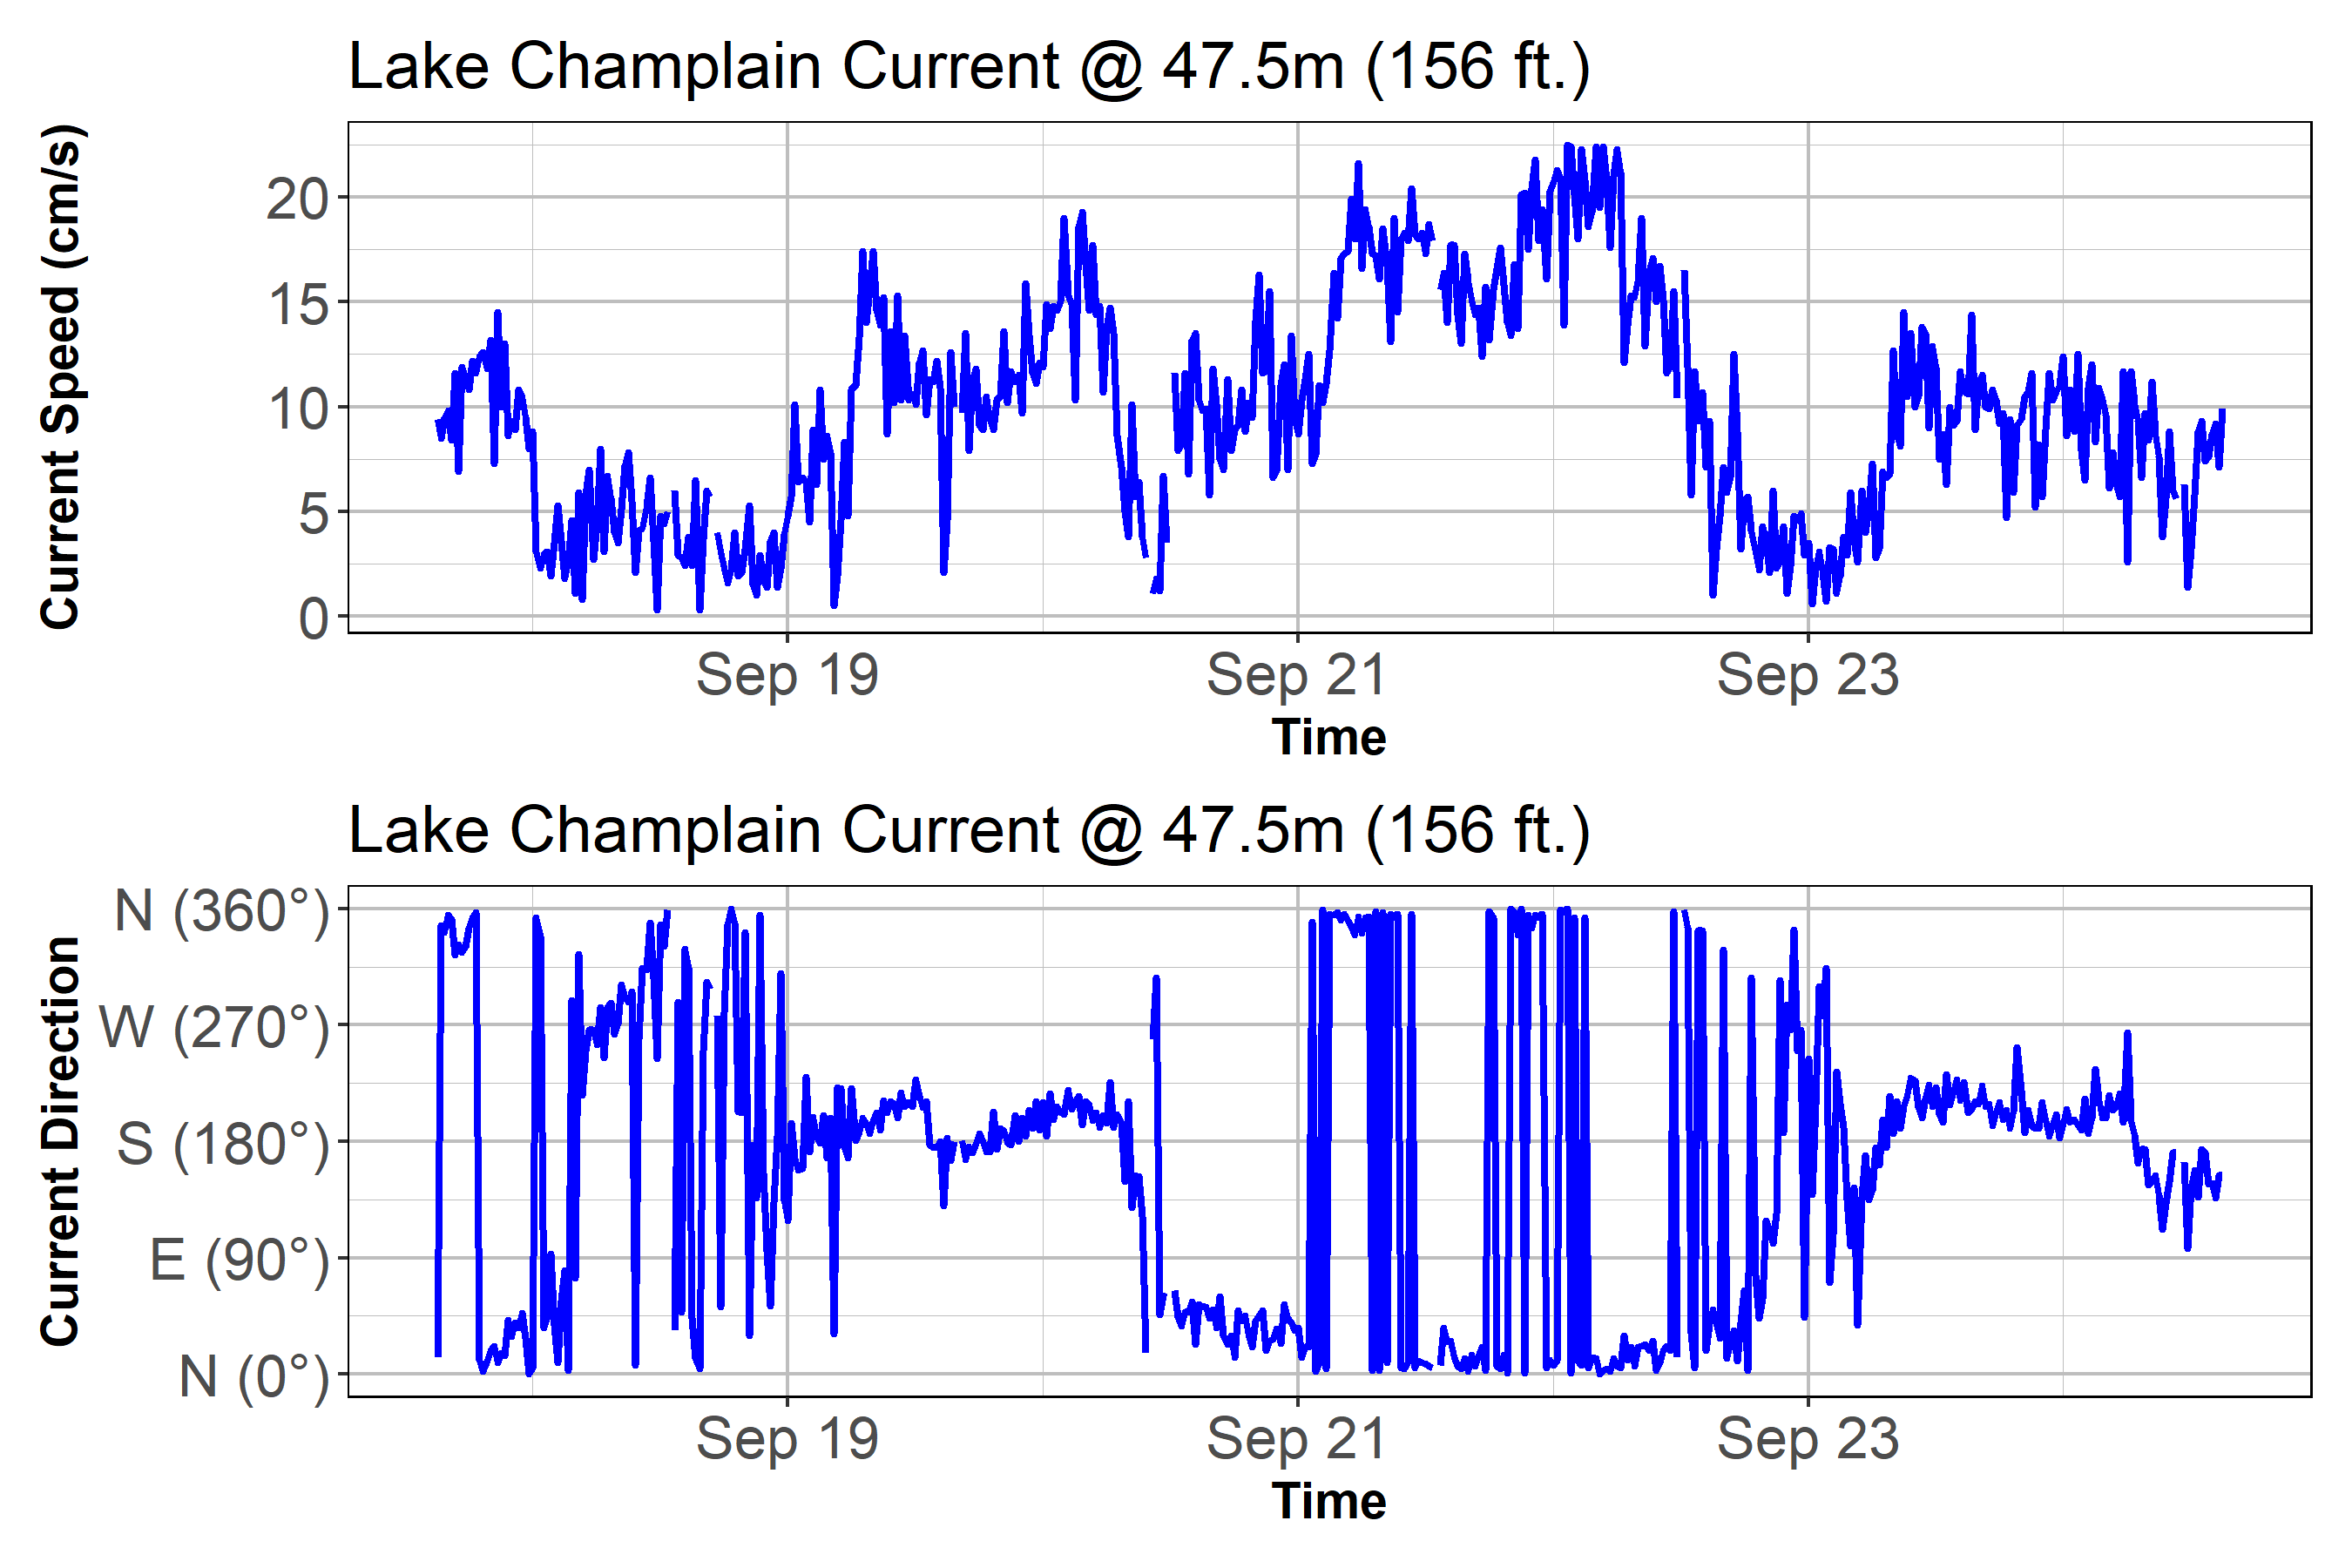 Lake Champlain Current @ 47.5m (156 ft.)
Current Speed (cm/s)
20
15
10
5
0
Sep 19 Sep 21 Sep 23
Time
Lake Champlain Current @ 47.5m (156 ft.)
Current Direction
N (360°)
W (270°)
S (180°)
E (90°)
N (0°)
Sep 19 Sep 21 Sep 23
Time